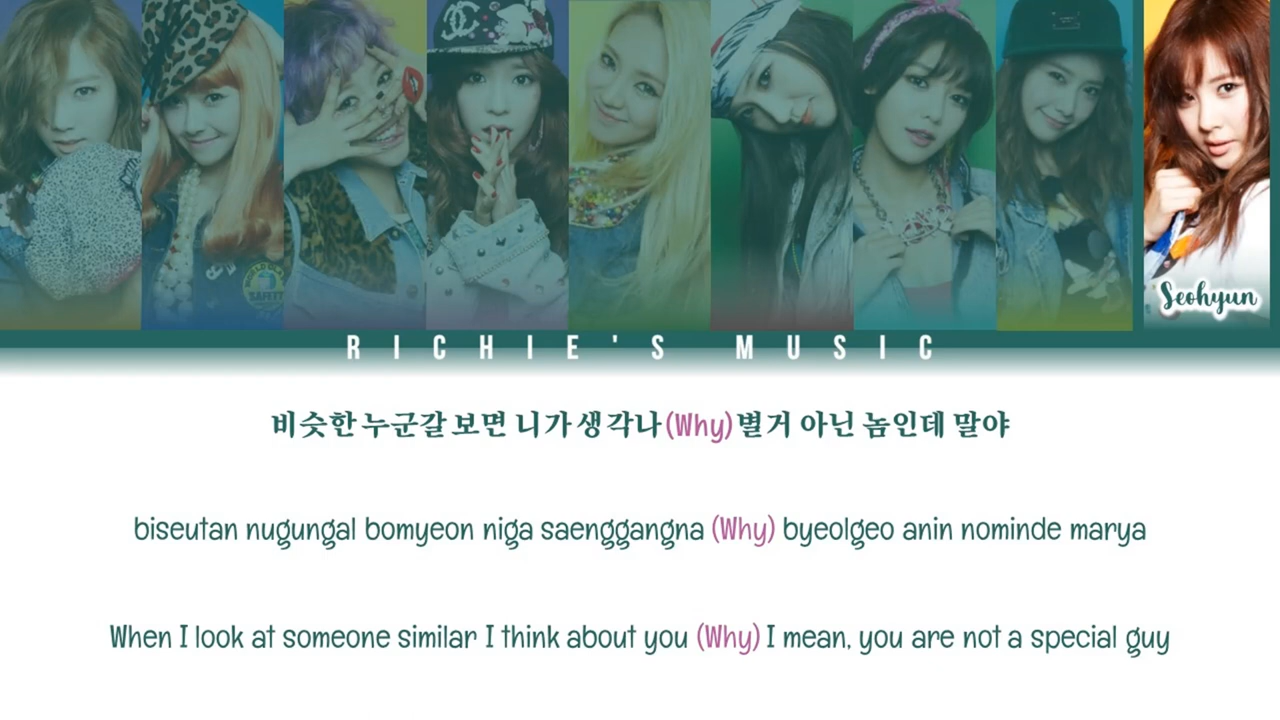 Seohyun
RICHIE'S MUSIC
비슷한 누군갈 보면 니가 생각나 (Why) 별거 아닌 놈인데 말야
biseutan nugungal bomyeon niga saenggangna (Why) byeolgeo anin nominde marya
When I look at someone similar I think about you (Why) I mean, you are not a special guy